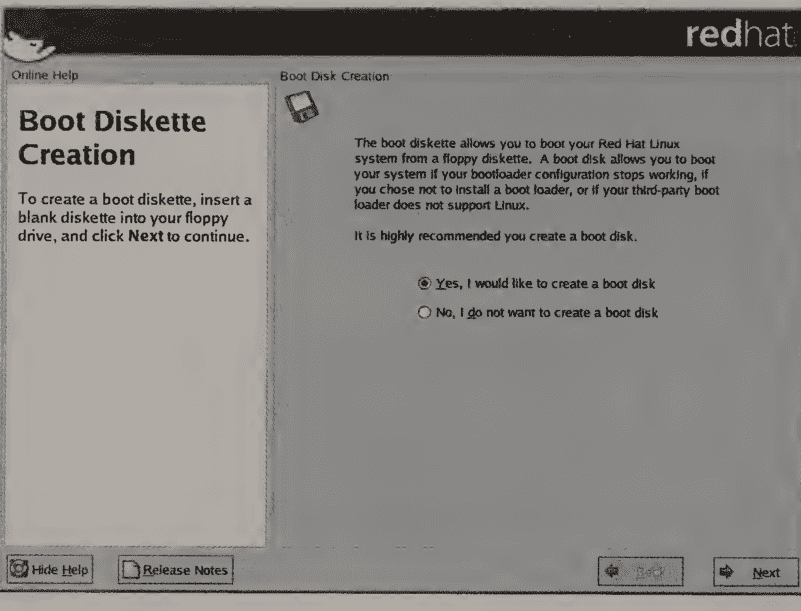 redhat
Online Help
Boot Disk Creation
Boot Diskette
Creation
To create a boot diskette, insert a
blank diskette into your floppy
drive, and click Next to continue.
The boot diskette allows you to boot your Red Hat Linux
system from a floppy diskette. A boot disk allows you to boot
your system if your bootloader configuration stops working, if
you chose not to install a boot loader, or if your third-party boot
loader does not support Linux.
It is highly recommended you create a boot disk.
Yes, I would like to create a boot disk
No, I do not want to create a boot disk
Hide Help
Release Notes
Back
Next